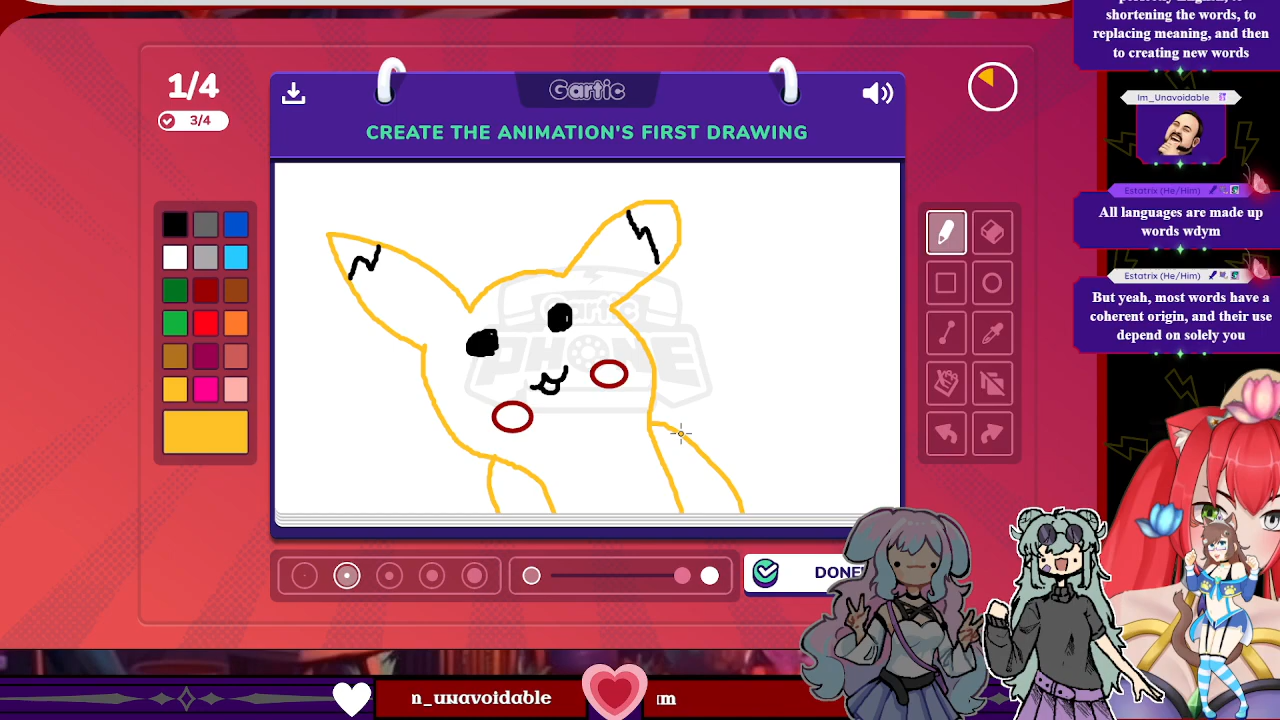 shortening the words, to
replacing meaning, and then
to creating new words
1/4
3/4
Gartic
CREATE THE ANIMATION'S FIRST DRAWING
Gartic
PHONE
Im_Unavoidable
Estatrix (He/Him)
All languages are made up
words wdym
Estatrix (He/Him)
But yeah, most words have a
coherent origin, and their use
depend on solely you
DONE
n_unavoidable
m